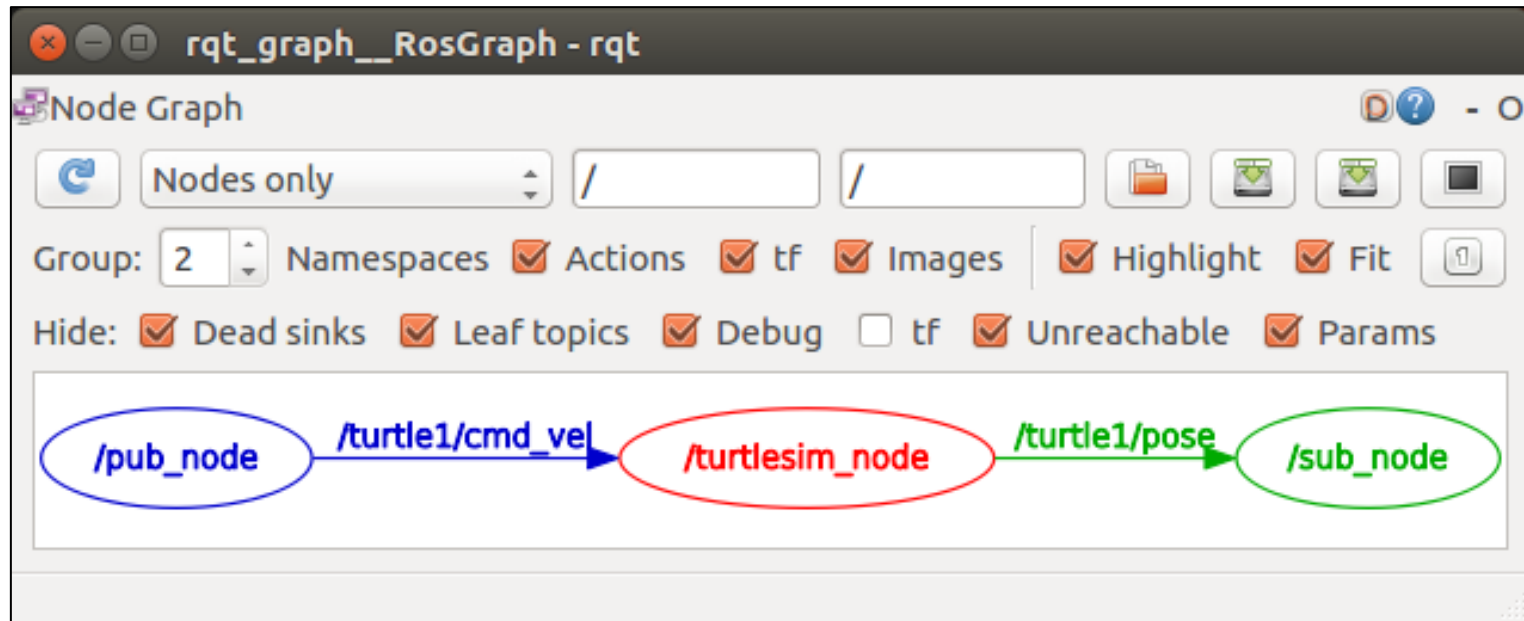 rqt_graph__RosGraph - rqt
Node Graph D ? - O
Nodes only / /
Group: 2 Namespaces Actions tf Images Highlight Fit 1
Hide: Dead sinks Leaf topics Debug tf Unreachable Params
/pub_node /turtle1/cmd_vel /turtlesim_node /turtle1/pose /sub_node